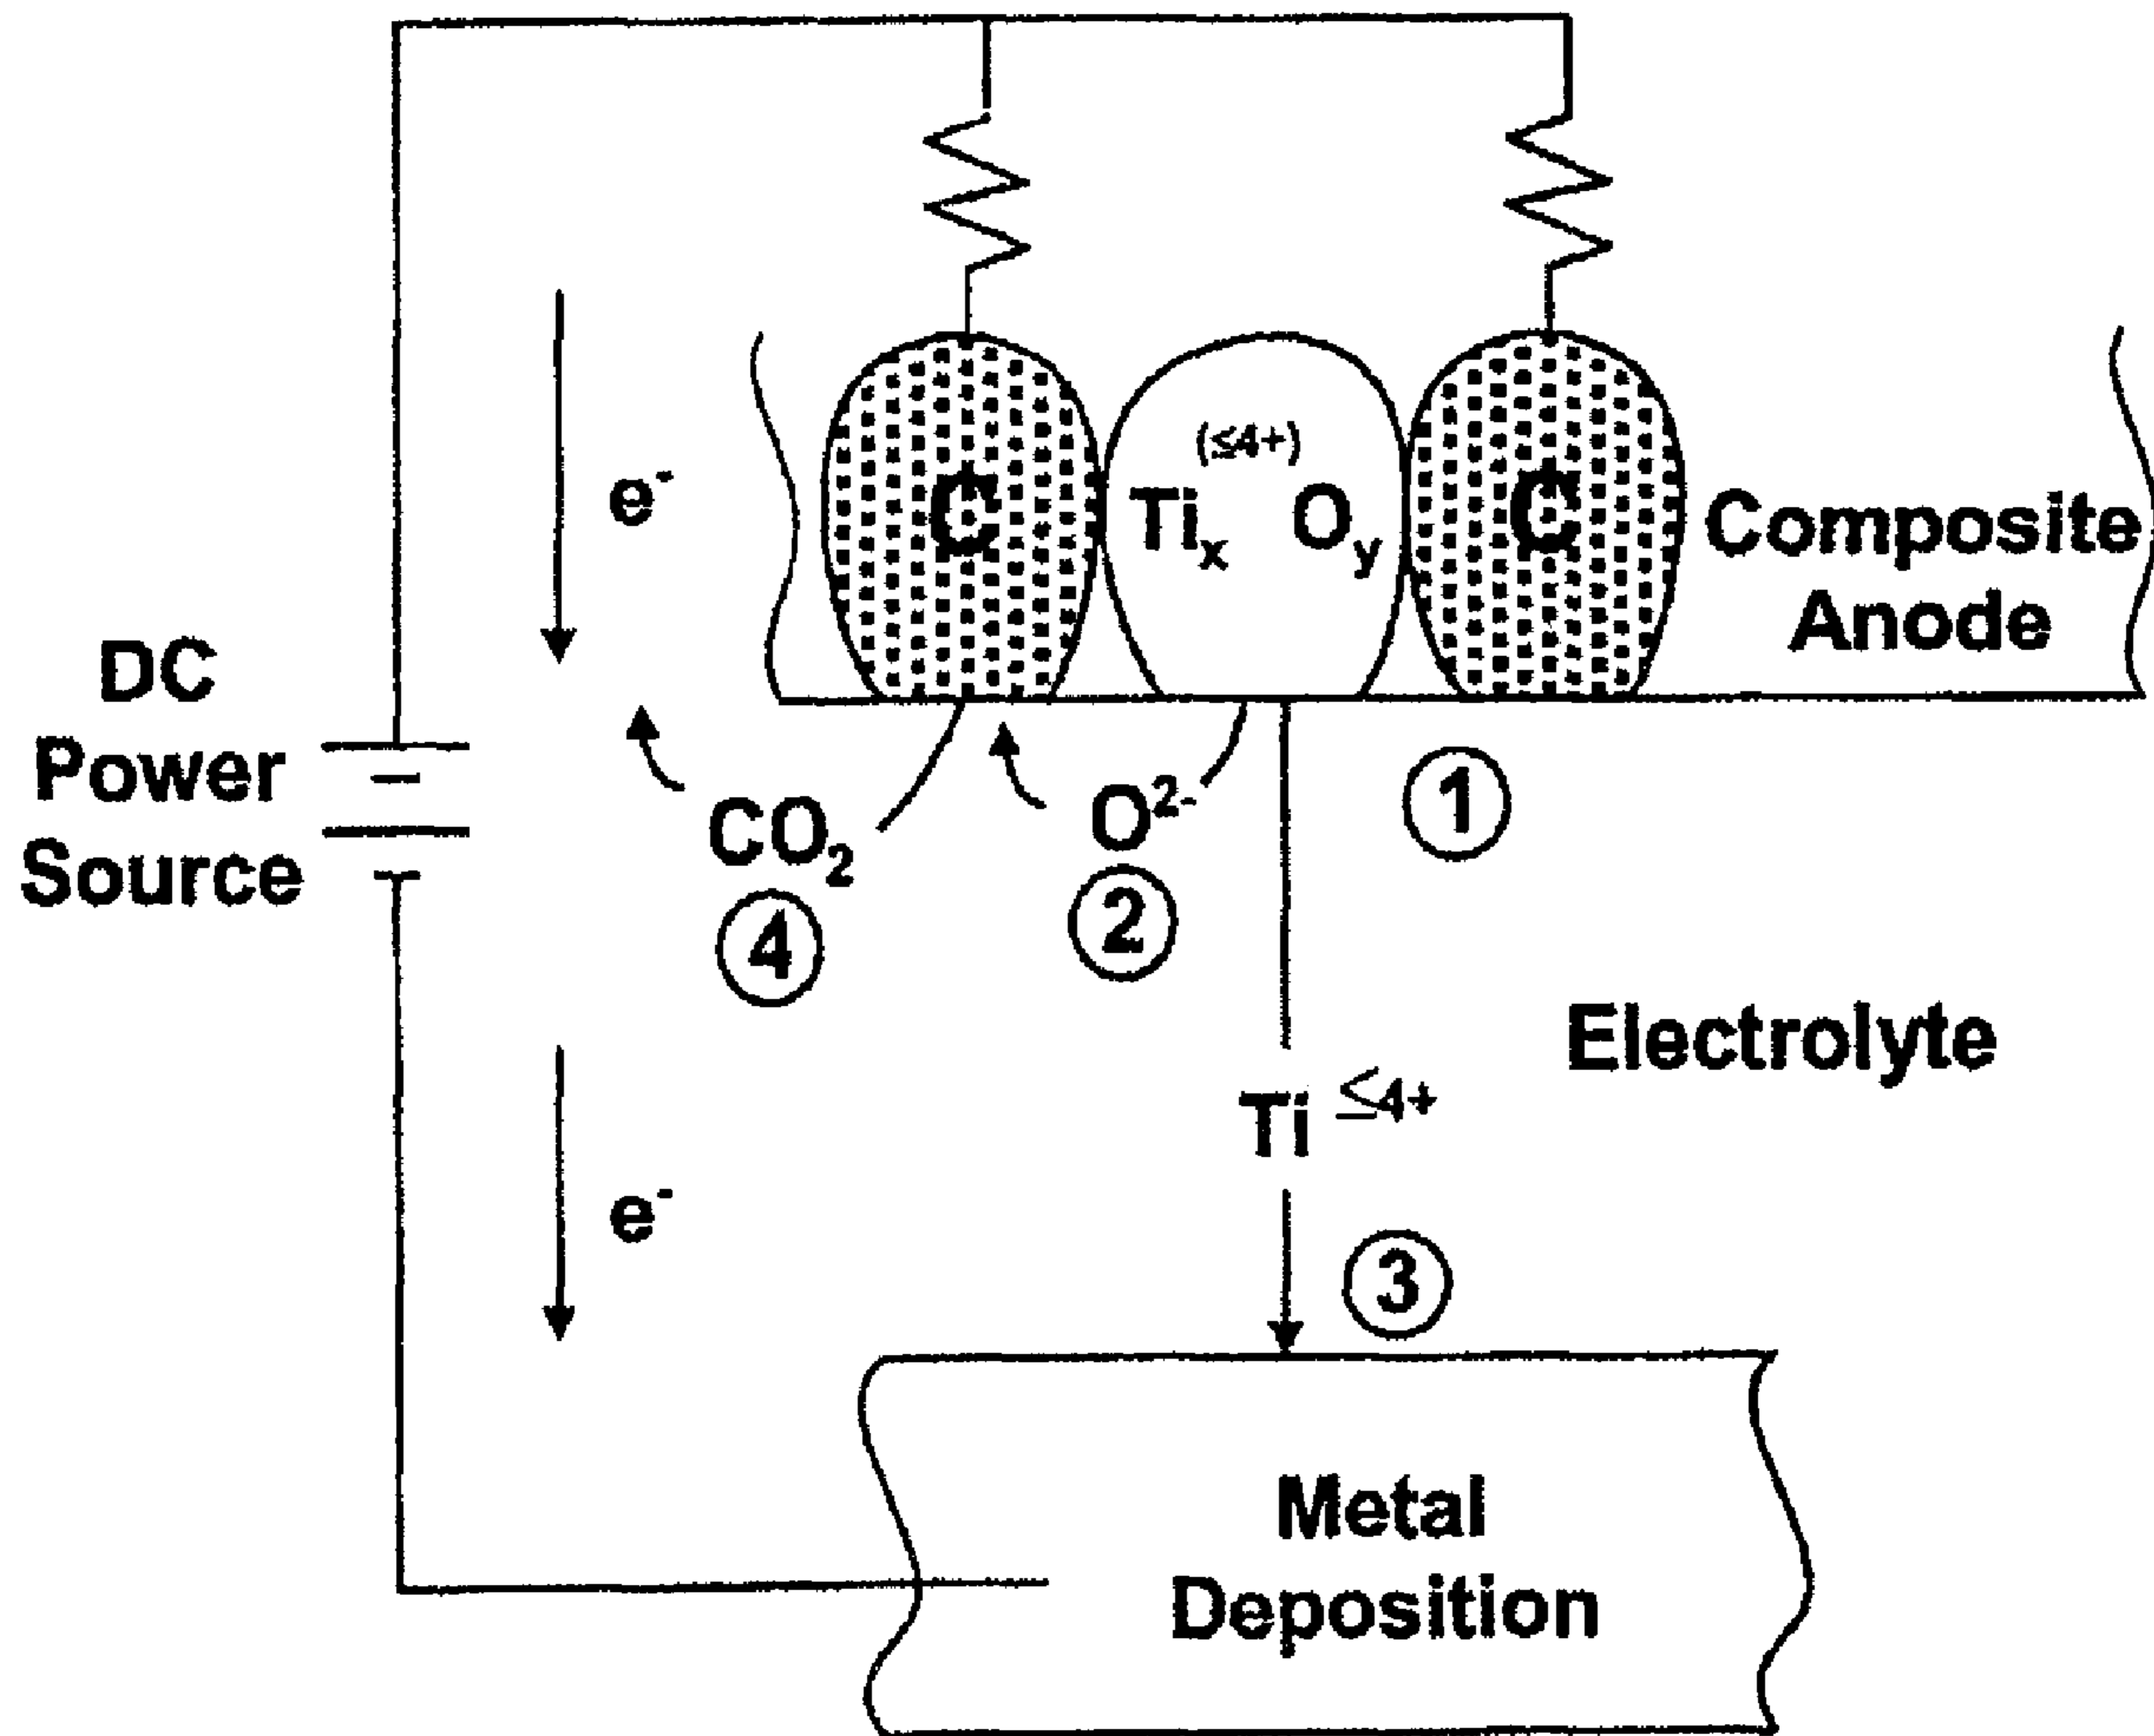 e⁻
(≤4+)
C
Tiₓ Oᵧ
C
Composite
Anode
DC
Power
Source
CO₂
④
O²⁻
②
①
Electrolyte
Ti ≤4+
e⁻
③
Metal
Deposition